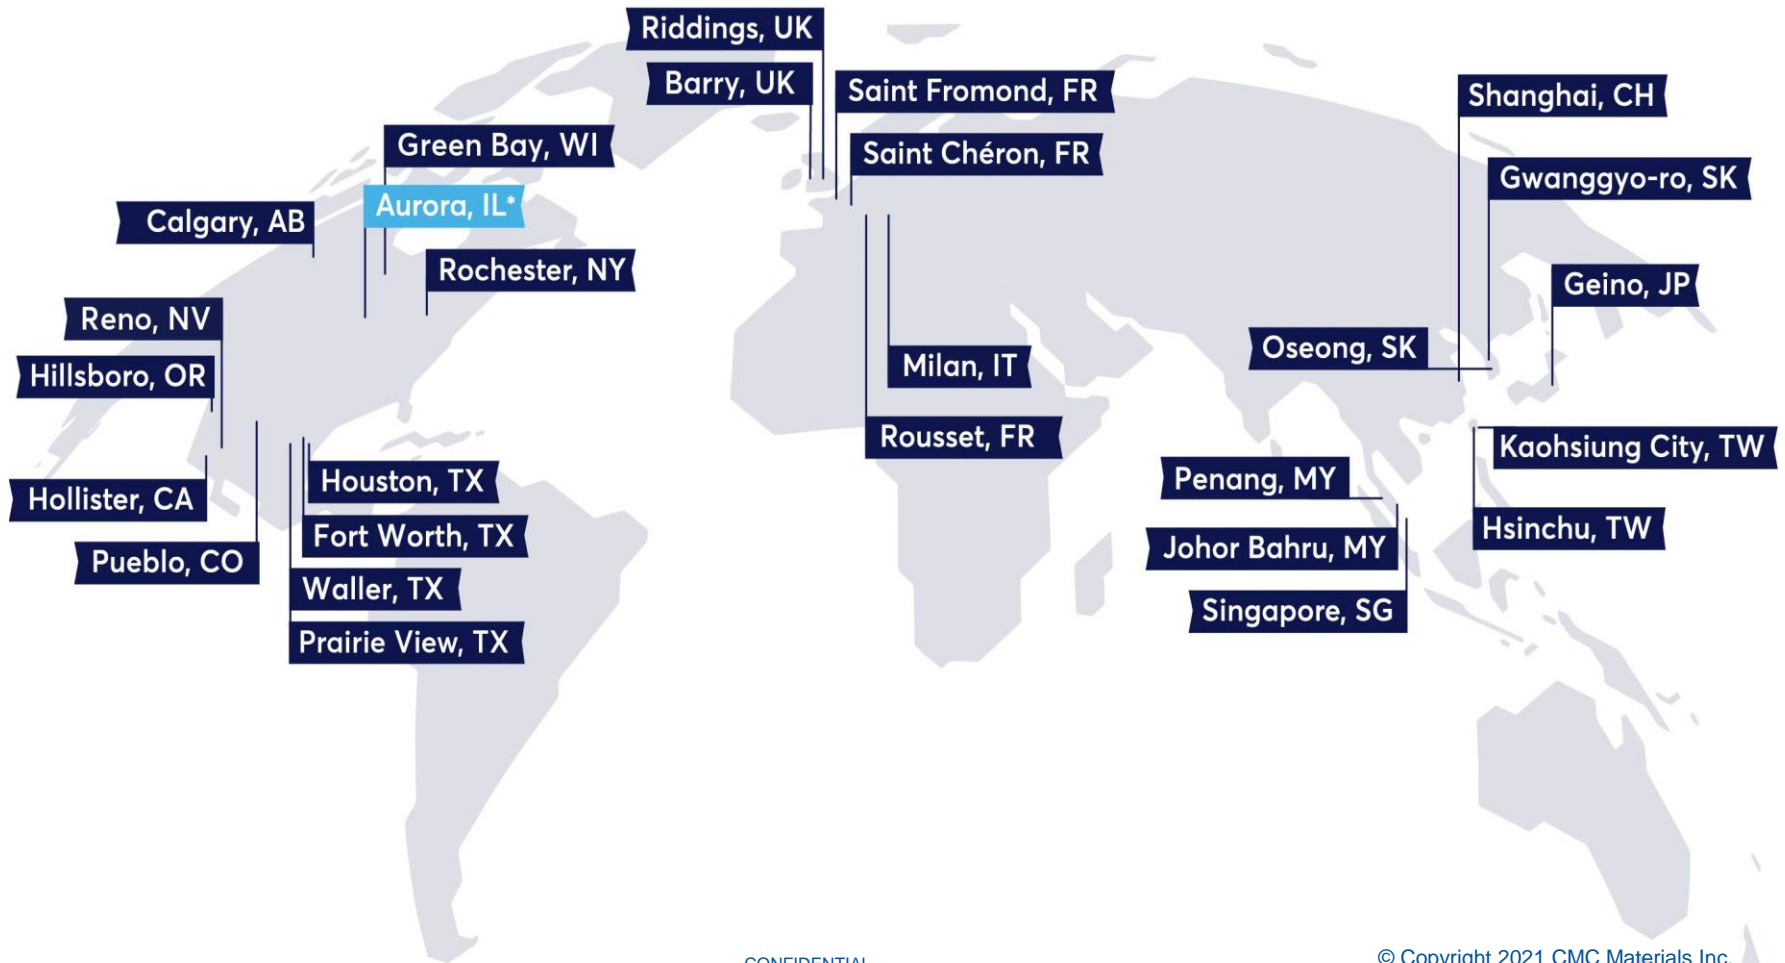 Riddings, UK
Barry, UK
Saint Fromond, FR
Shanghai, CH
Green Bay, WI
Saint Chéron, FR
Gwanggyo-ro, SK
Aurora, IL*
Calgary, AB
Rochester, NY
Geino, JP
Reno, NV
Oseong, SK
Milan, IT
Hillsboro, OR
Rousset, FR
Kaohsiung City, TW
Houston, TX
Penang, MY
Hollister, CA
Fort Worth, TX
Hsinchu, TW
Johor Bahru, MY
Pueblo, CO
Waller, TX
Singapore, SG
Prairie View, TX
CONFIDENTIAL
© Copyright 2021 CMC Materials Inc.